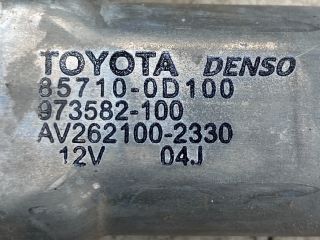 TOYOTA DENSO
85710-0D100
973582-100
AV262100-2330
12V 04J